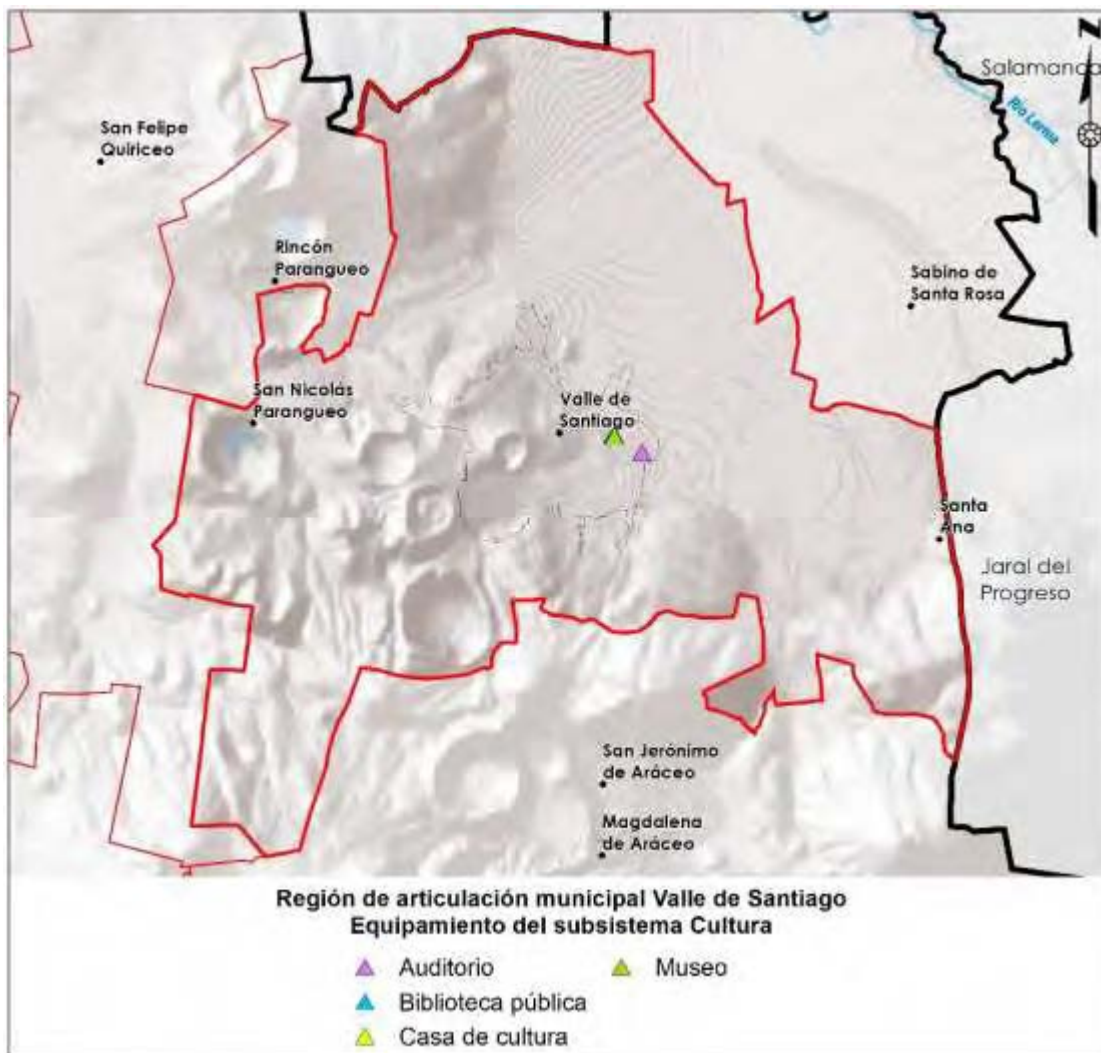 N
Salamanca
Río Lerma
San Felipe
Quiriceo
Rincón
Parangueo
Sabino de
Santa Rosa
San Nicolás
Parangueo
Valle de
Santiago
Santa
Ana
Jaral del
Progreso
San Jerónimo
de Aráceo
Magdalena
de Aráceo
Región de articulación municipal Valle de Santiago
Equipamiento del subsistema Cultura
Auditorio
Museo
Biblioteca pública
Casa de cultura